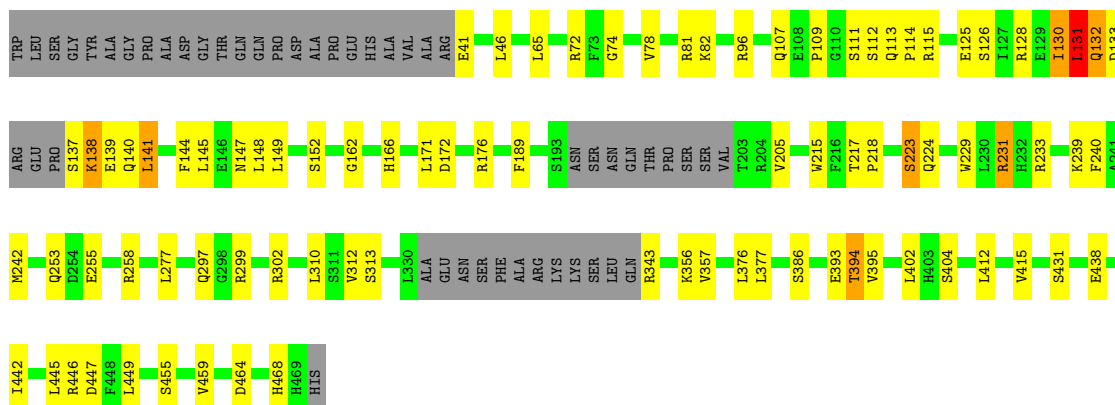 TRP LEU SER GLY TYR ALA GLY PRO ALA ASP GLY THR GLN GLN PRO ASP ALA PRO GLU HIS ALA VAL ALA ARG E41 L46 L65 R72 F73 G74 V78 R81 K82 R96 Q107 E108 P109 G110 S111 S112 Q113 P114 R115 E125 S126 I127 R128 E129 I130 L131 Q132
ARG GLU PRO S137 K138 E139 Q140 L141 F144 L145 E146 N147 L148 L149 S152 G162 H166 L171 D172 R176 F189 S193 ASN SER ASN GLN THR PRO SER SER VAL T203 R204 V205 W215 F216 T217 P218 S223 Q224 W229 L230 R231 H232 R233 K239 F240 A241
M242 Q253 D254 E255 R258 L277 Q297 G298 R299 R302 L310 S311 V312 S313 L330 ALA GLU ASN SER PHE ALA ARG LYS LYS SER LEU GLN R343 K356 V357 L376 L377 S386 E393 T394 V395 L402 H403 S404 L412 V415 S431 E438
I442 L445 R446 D447 F448 L449 S455 V459 D464 H468 H469 HIS